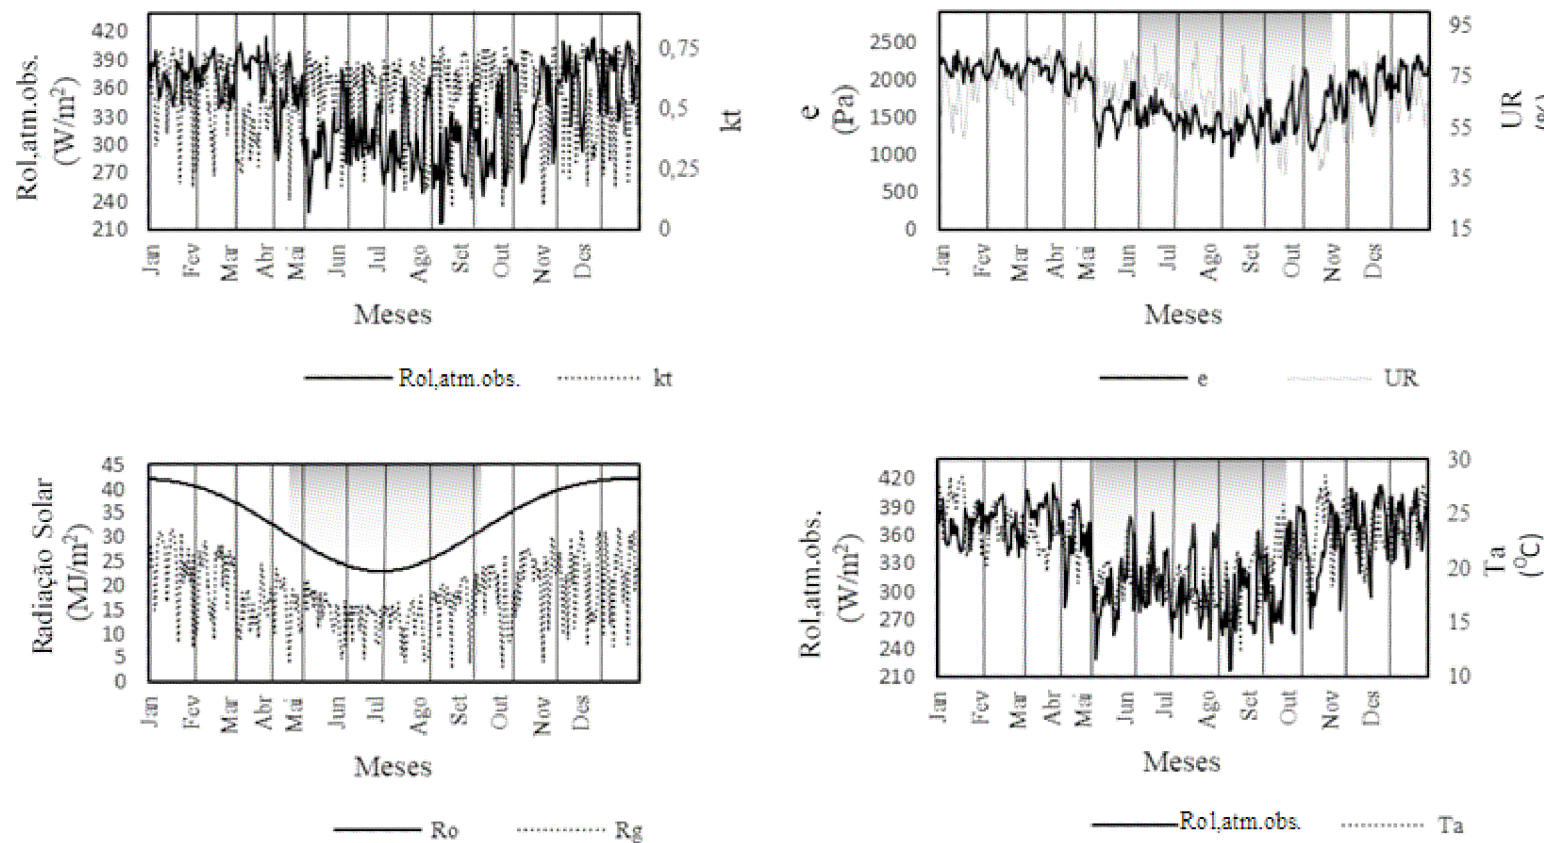 Rol,atm.obs.
(W/m²)
420
390
360
330
300
270
240
210
0,75
0,5
0,25
0
kt
Jan Fev Mar Abr Mai Jun Jul Ago Set Out Nov Des
Meses
Rol,atm.obs. kt
e
(Pa)
2500
2000
1500
1000
500
0
95
75
55
35
15
UR
(%)
Jan Fev Mar Abr Mai Jun Jul Ago Set Out Nov Des
Meses
e UR
Radiação Solar
(MJ/m²)
45
40
35
30
25
20
15
10
5
0
Jan Fev Mar Abr Mai Jun Jul Ago Set Out Nov Des
Meses
Ro Rg
Rol,atm.obs.
(W/m²)
420
390
360
330
300
270
240
210
30
25
20
15
10
Ta
(⁰C)
Jan Fev Mar Abr Mai Jun Jul Ago Set Out Nov Des
Meses
Rol,atm.obs. Ta